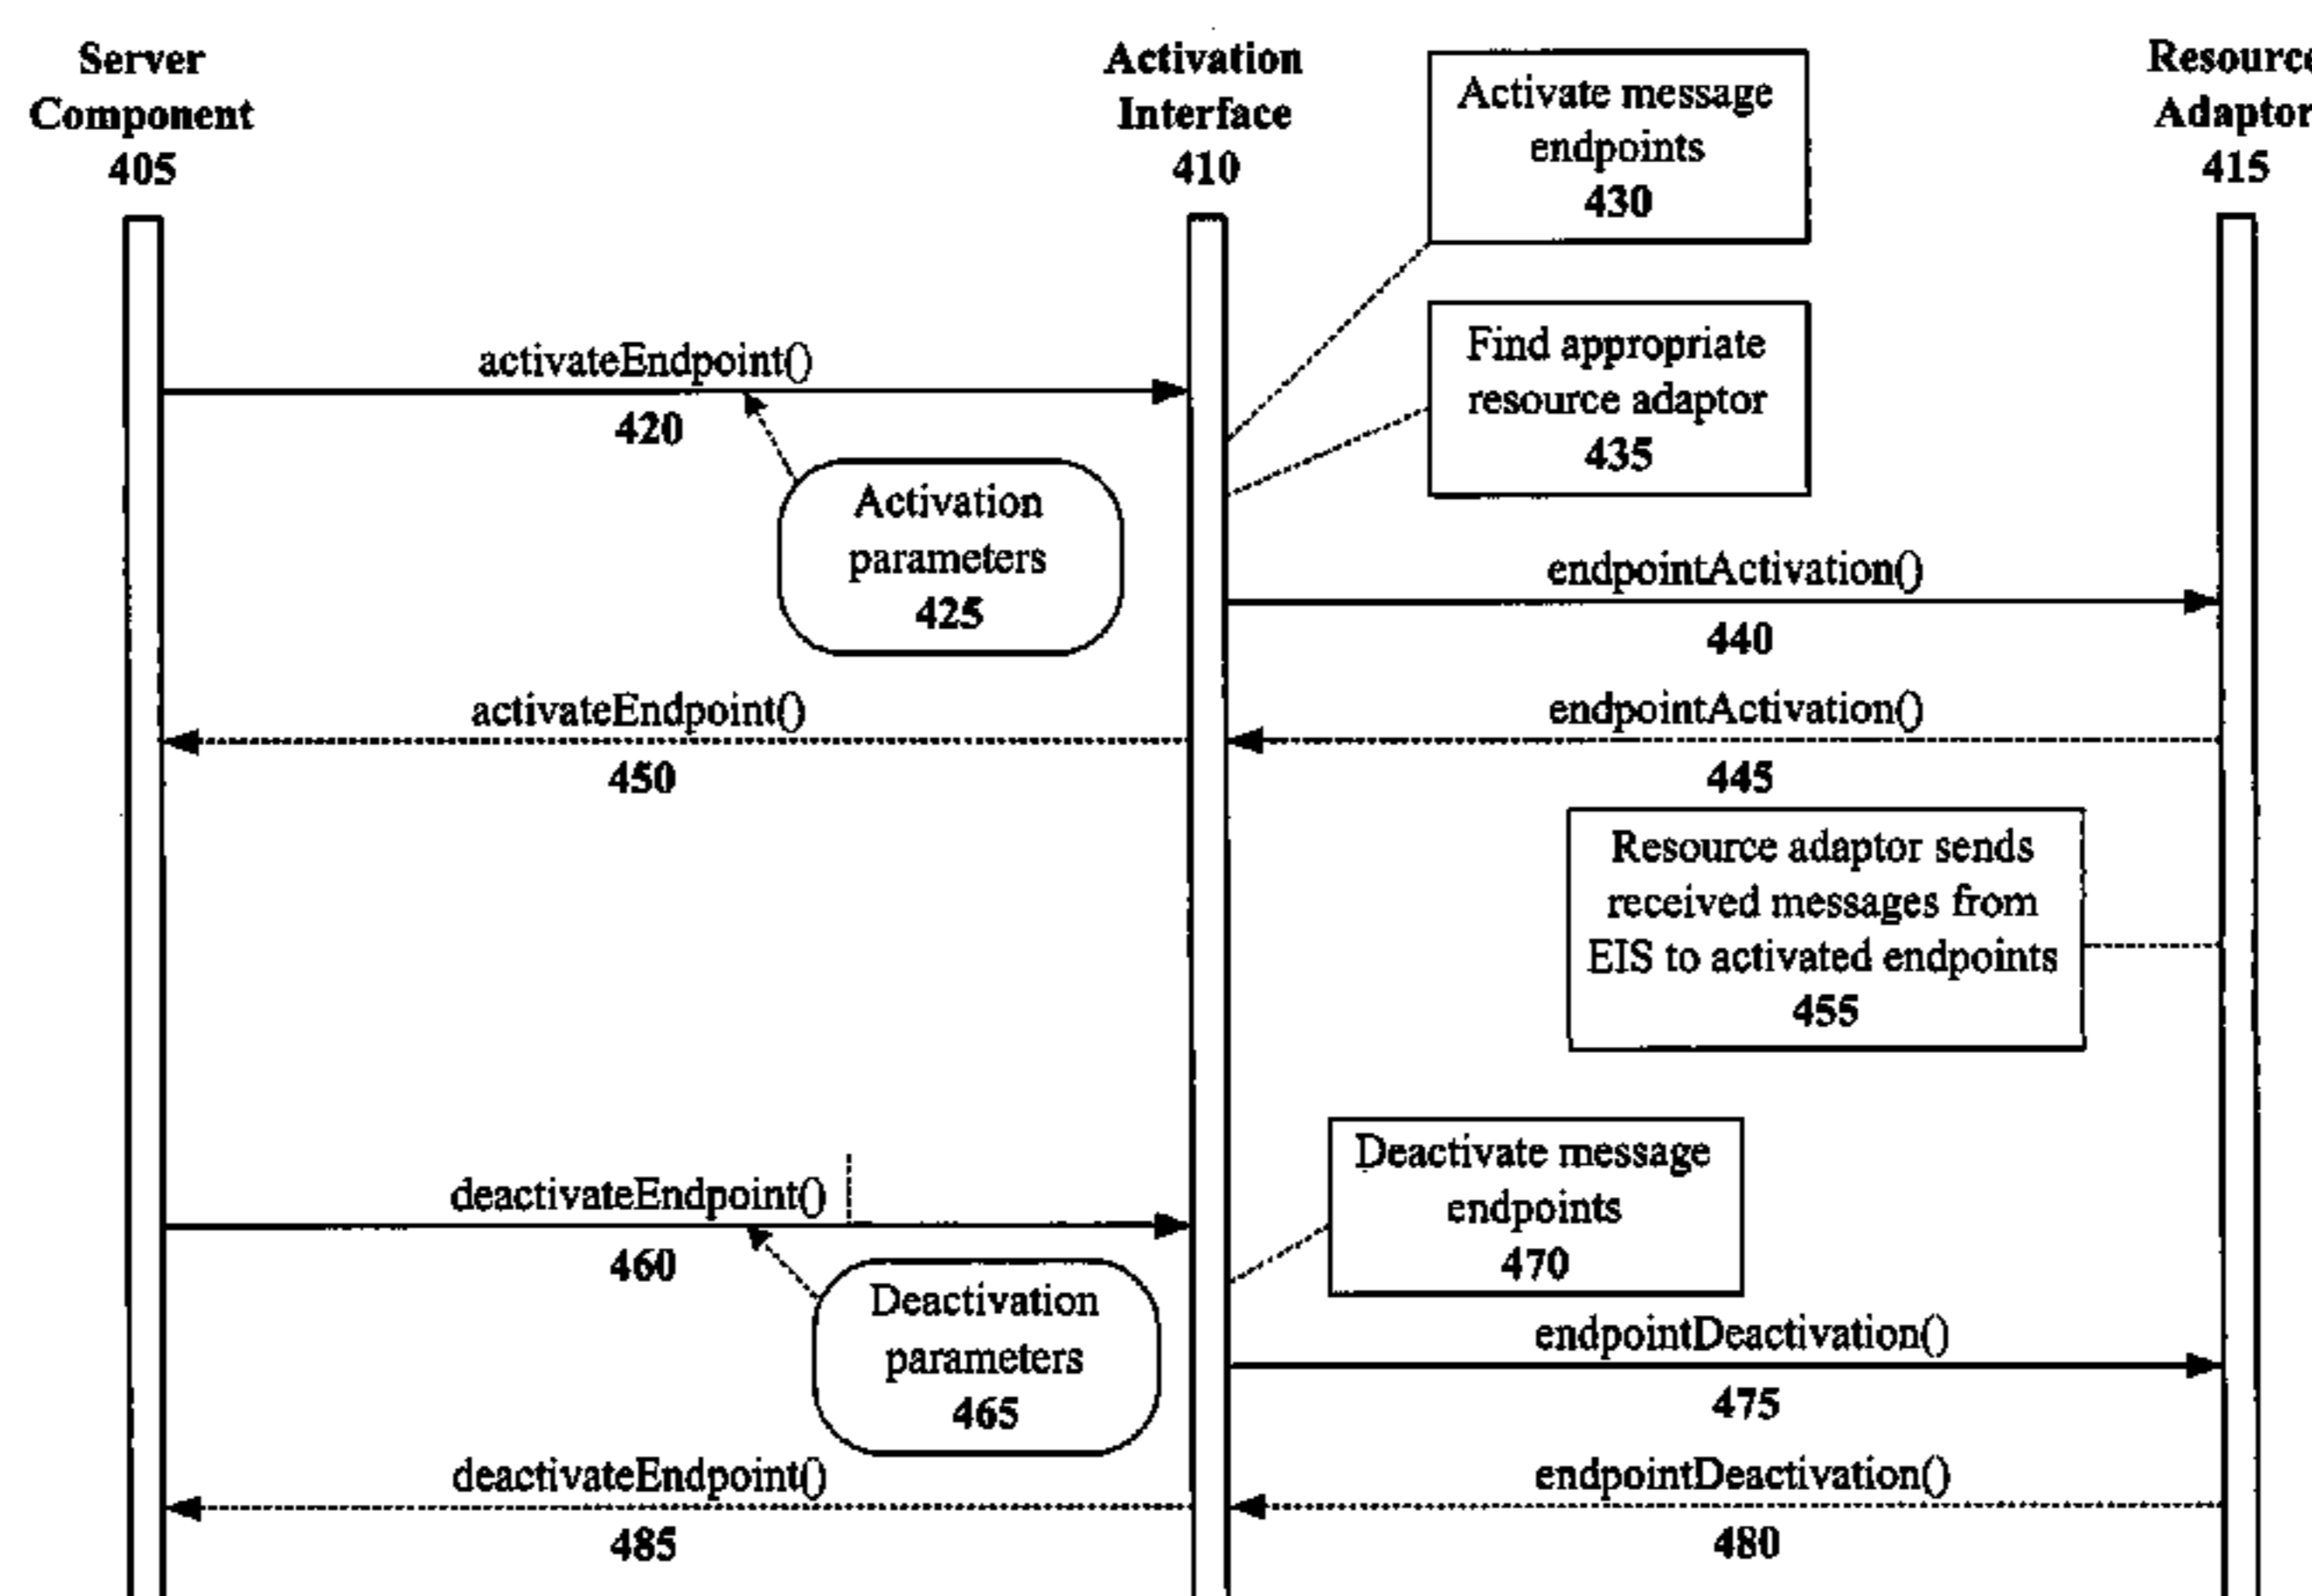 Server
Component
405
Activation
Interface
410
Resource
Adaptor
415
Activate message
endpoints
430
Find appropriate
resource adaptor
435
activateEndpoint()
420
Activation
parameters
425
endpointActivation()
440
activateEndpoint()
450
endpointActivation()
445
Resource adaptor sends
received messages from
EIS to activated endpoints
455
deactivateEndpoint()
460
Deactivation
parameters
465
Deactivate message
endpoints
470
endpointDeactivation()
475
deactivateEndpoint()
485
endpointDeactivation()
480